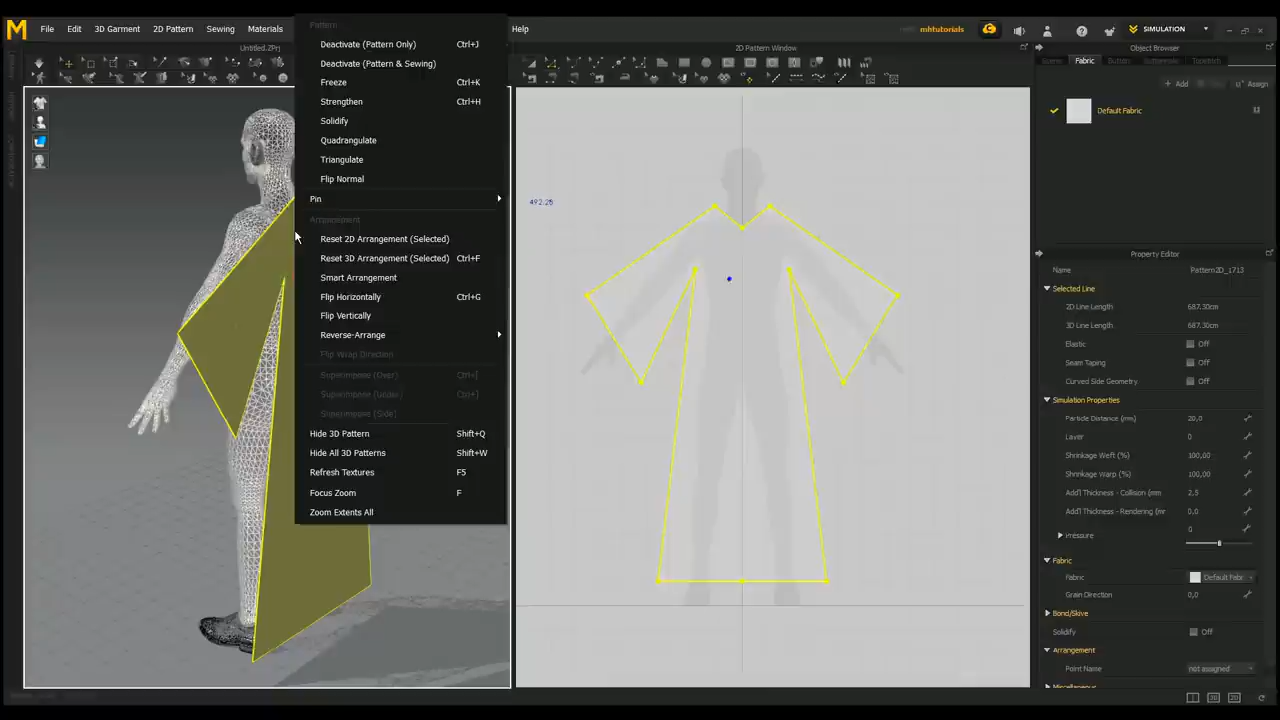 M
File Edit 3D Garment 2D Pattern Sewing Materials Help
mhtutorials
SIMULATION
Untitled.ZPrj
2D Pattern Window
Object Browser
Fabric
Button
Add
Assign
Default Fabric
492.25
Pattern
Deactivate (Pattern Only) Ctrl+J
Deactivate (Pattern & Sewing)
Freeze Ctrl+K
Strengthen Ctrl+H
Solidify
Quadrangulate
Triangulate
Flip Normal
Pin
Arrangement
Reset 2D Arrangement (Selected)
Reset 3D Arrangement (Selected) Ctrl+F
Smart Arrangement
Flip Horizontally Ctrl+G
Flip Vertically
Reverse-Arrange
Flip Wrap Direction
Superimpose (Over) Ctrl+[
Superimpose (Under) Ctrl+]
Superimpose (Side)
Hide 3D Pattern Shift+Q
Hide All 3D Patterns Shift+W
Refresh Textures F5
Focus Zoom F
Zoom Extents All
Property Editor
Name Pattern2D_1713
Selected Line
2D Line Length 687.30cm
3D Line Length 687.30cm
Elastic Off
Seam Taping Off
Curved Side Geometry Off
Simulation Properties
Particle Distance (mm) 20,0
Layer 0
Shrinkage Weft (%) 100,00
Shrinkage Warp (%) 100,00
Add'l Thickness - Collision (mm 2,5
Add'l Thickness - Rendering (mr 0,0
Pressure 0
Fabric
Fabric Default Fabr
Grain Direction 0,0
Bond/Skive
Solidify Off
Arrangement
Point Name not assigned
Miscellaneous